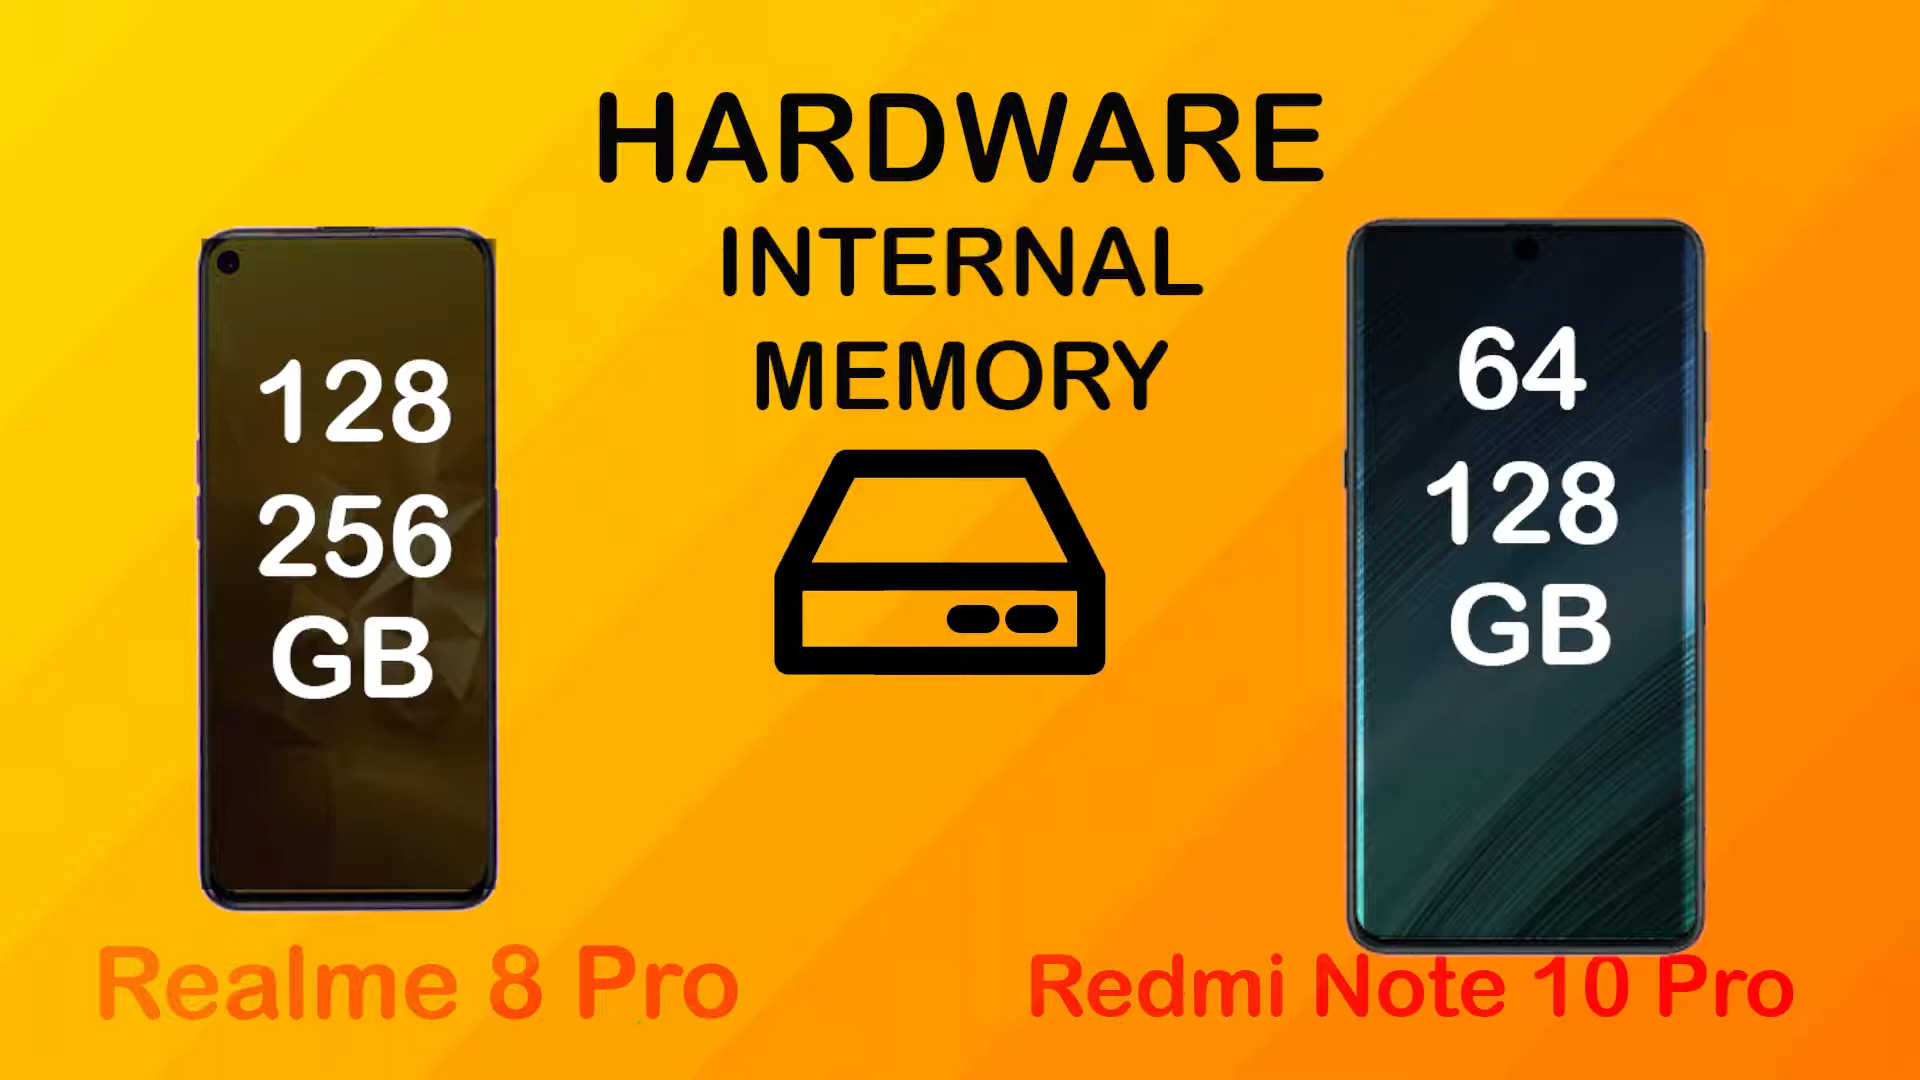 HARDWARE
INTERNAL
MEMORY
128
256
GB
64
128
GB
Realme 8 Pro
Redmi Note 10 Pro